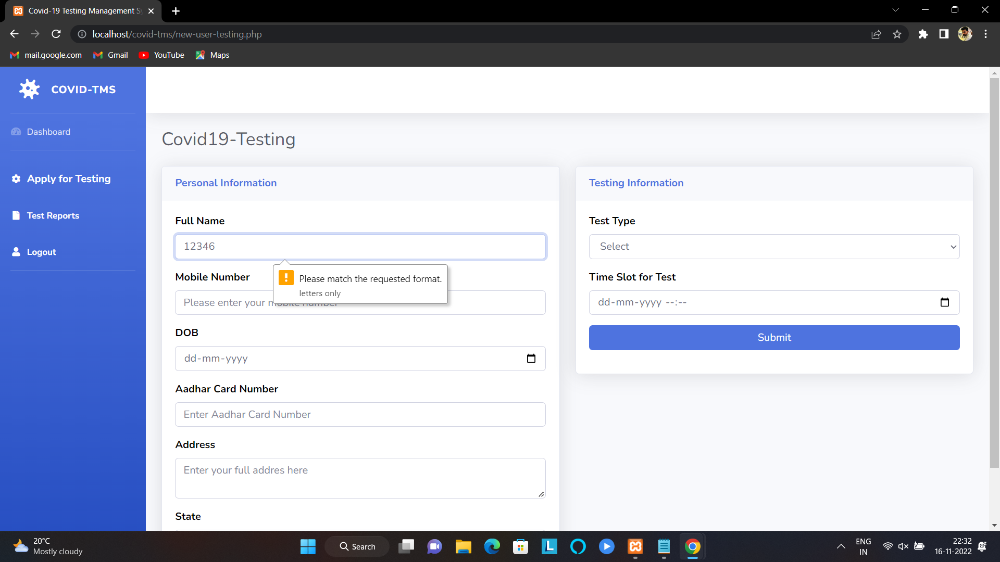 Covid-19 Testing Management Sy
localhost/covid-tms/new-user-testing.php
mail.google.com Gmail YouTube Maps
COVID-TMS
Dashboard
Apply for Testing
Test Reports
Logout
Covid19-Testing
Personal Information
Full Name
12346
Please match the requested format.
letters only
Mobile Number
Please enter your mobile number
DOB
dd-mm-yyyy
Aadhar Card Number
Enter Aadhar Card Number
Address
Enter your full addres here
State
Testing Information
Test Type
Select
Time Slot for Test
dd-mm-yyyy --:--
Submit
20°C
Mostly cloudy
Search
L
ENG
IN
22:32
16-11-2022